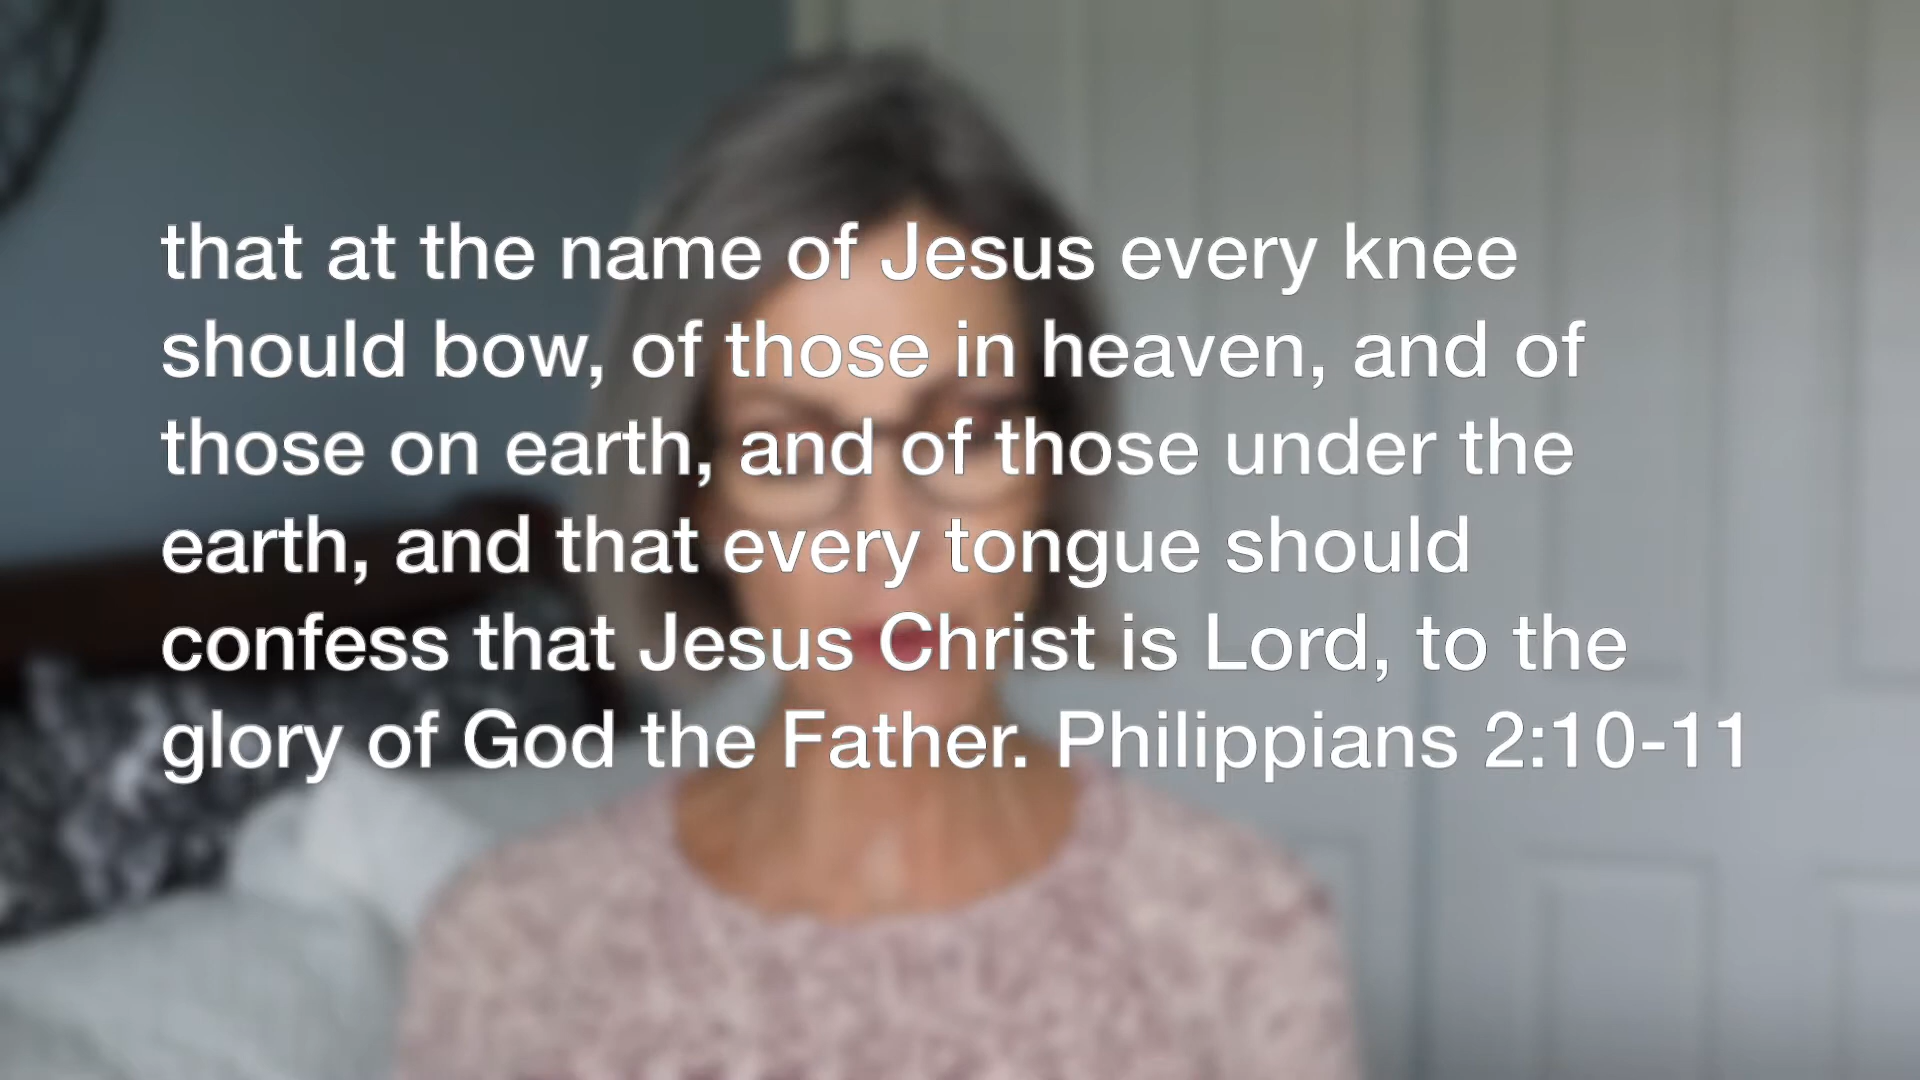 that at the name of Jesus every knee
should bow, of those in heaven, and of
those on earth, and of those under the
earth, and that every tongue should
confess that Jesus Christ is Lord, to the
glory of God the Father. Philippians 2:10-11